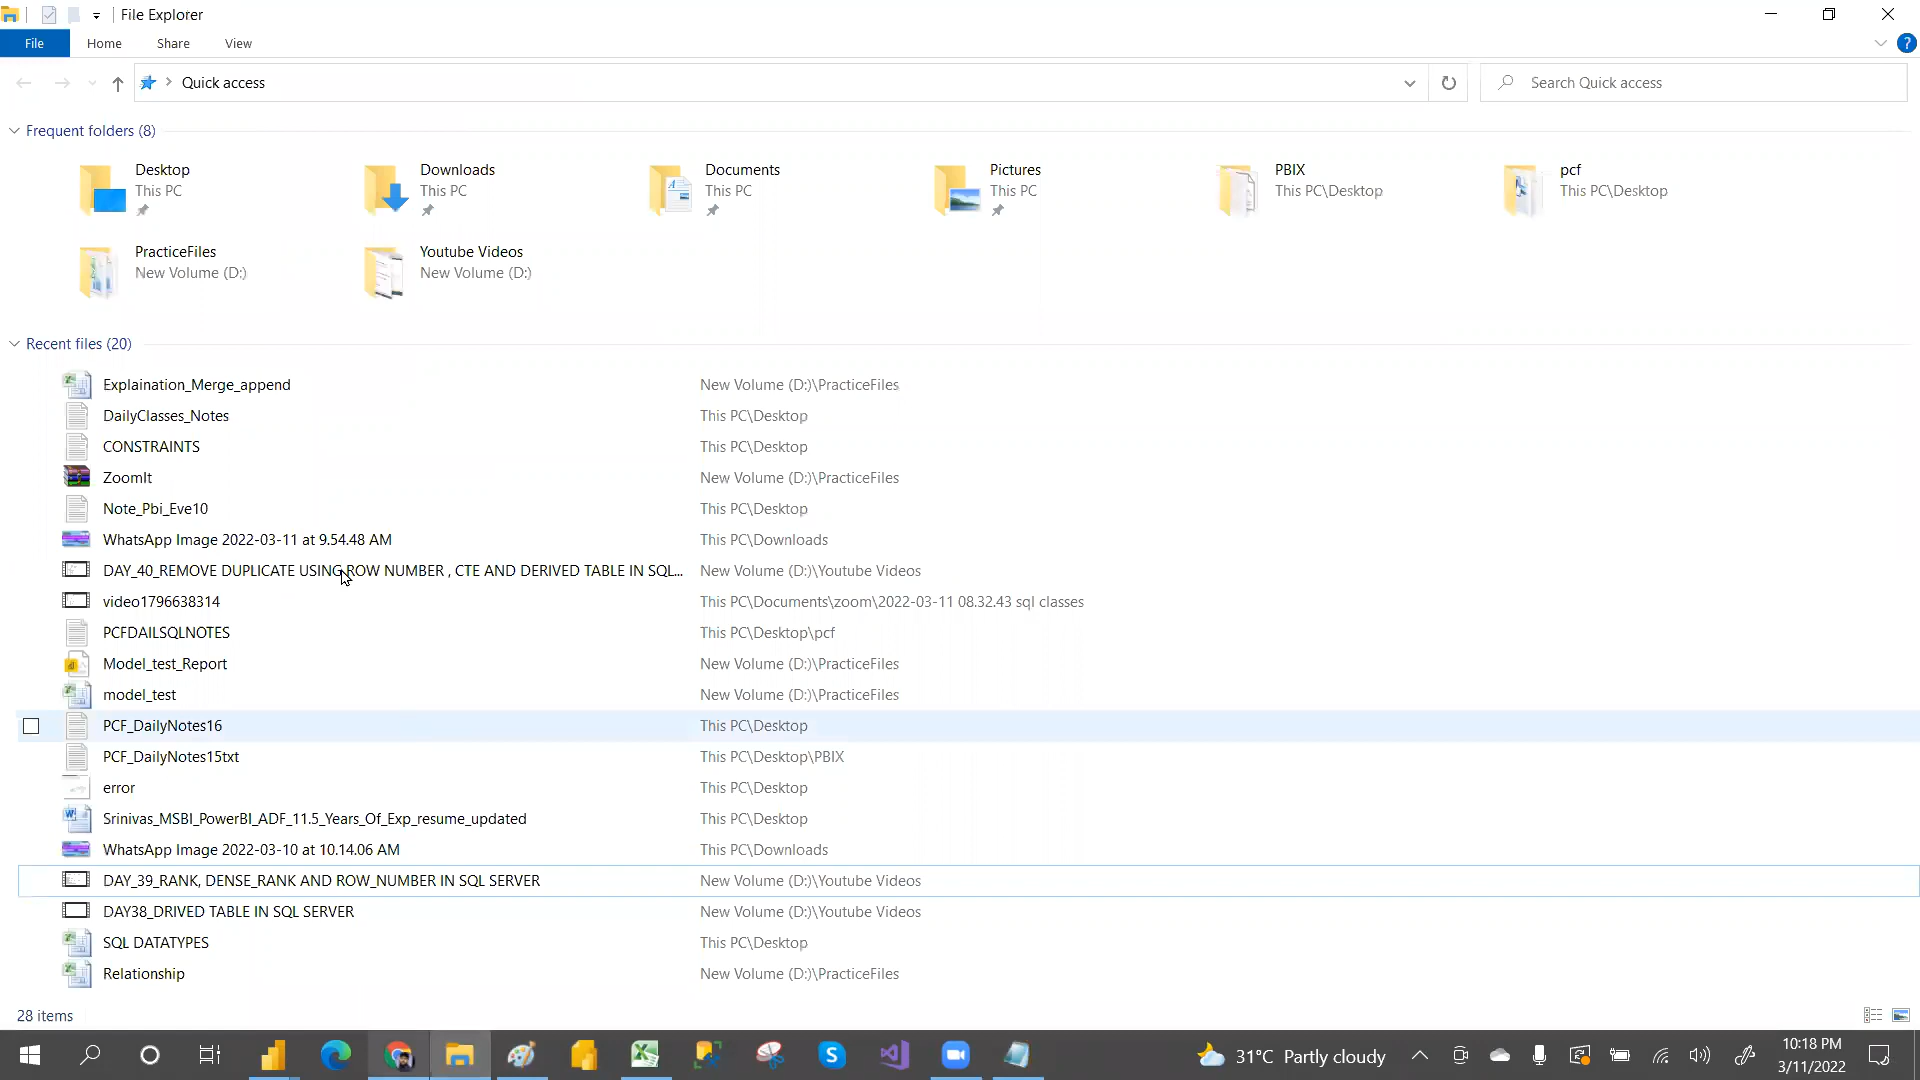 File Explorer
File Home Share View
Quick access Search Quick access
Frequent folders (8)
Desktop Downloads Documents Pictures PBIX pcf
This PC This PC This PC This PC This PC\Desktop This PC\Desktop
PracticeFiles Youtube Videos
New Volume (D:) New Volume (D:)
Recent files (20)
Explaination_Merge_append New Volume (D:)\PracticeFiles
DailyClasses_Notes This PC\Desktop
CONSTRAINTS This PC\Desktop
ZoomIt New Volume (D:)\PracticeFiles
Note_Pbi_Eve10 This PC\Desktop
WhatsApp Image 2022-03-11 at 9.54.48 AM This PC\Downloads
DAY_40_REMOVE DUPLICATE USING ROW NUMBER , CTE AND DERIVED TABLE IN SQL... New Volume (D:)\Youtube Videos
video1796638314 This PC\Documents\zoom\2022-03-11 08.32.43 sql classes
PCFDAILSQLNOTES This PC\Desktop\pcf
Model_test_Report New Volume (D:)\PracticeFiles
model_test New Volume (D:)\PracticeFiles
PCF_DailyNotes16 This PC\Desktop
PCF_DailyNotes15txt This PC\Desktop\PBIX
error This PC\Desktop
Srinivas_MSBI_PowerBI_ADF_11.5_Years_Of_Exp_resume_updated This PC\Desktop
WhatsApp Image 2022-03-10 at 10.14.06 AM This PC\Downloads
DAY_39_RANK, DENSE_RANK AND ROW_NUMBER IN SQL SERVER New Volume (D:)\Youtube Videos
DAY38_DRIVED TABLE IN SQL SERVER New Volume (D:)\Youtube Videos
SQL DATATYPES This PC\Desktop
Relationship New Volume (D:)\PracticeFiles
28 items
31°C Partly cloudy 10:18 PM
3/11/2022